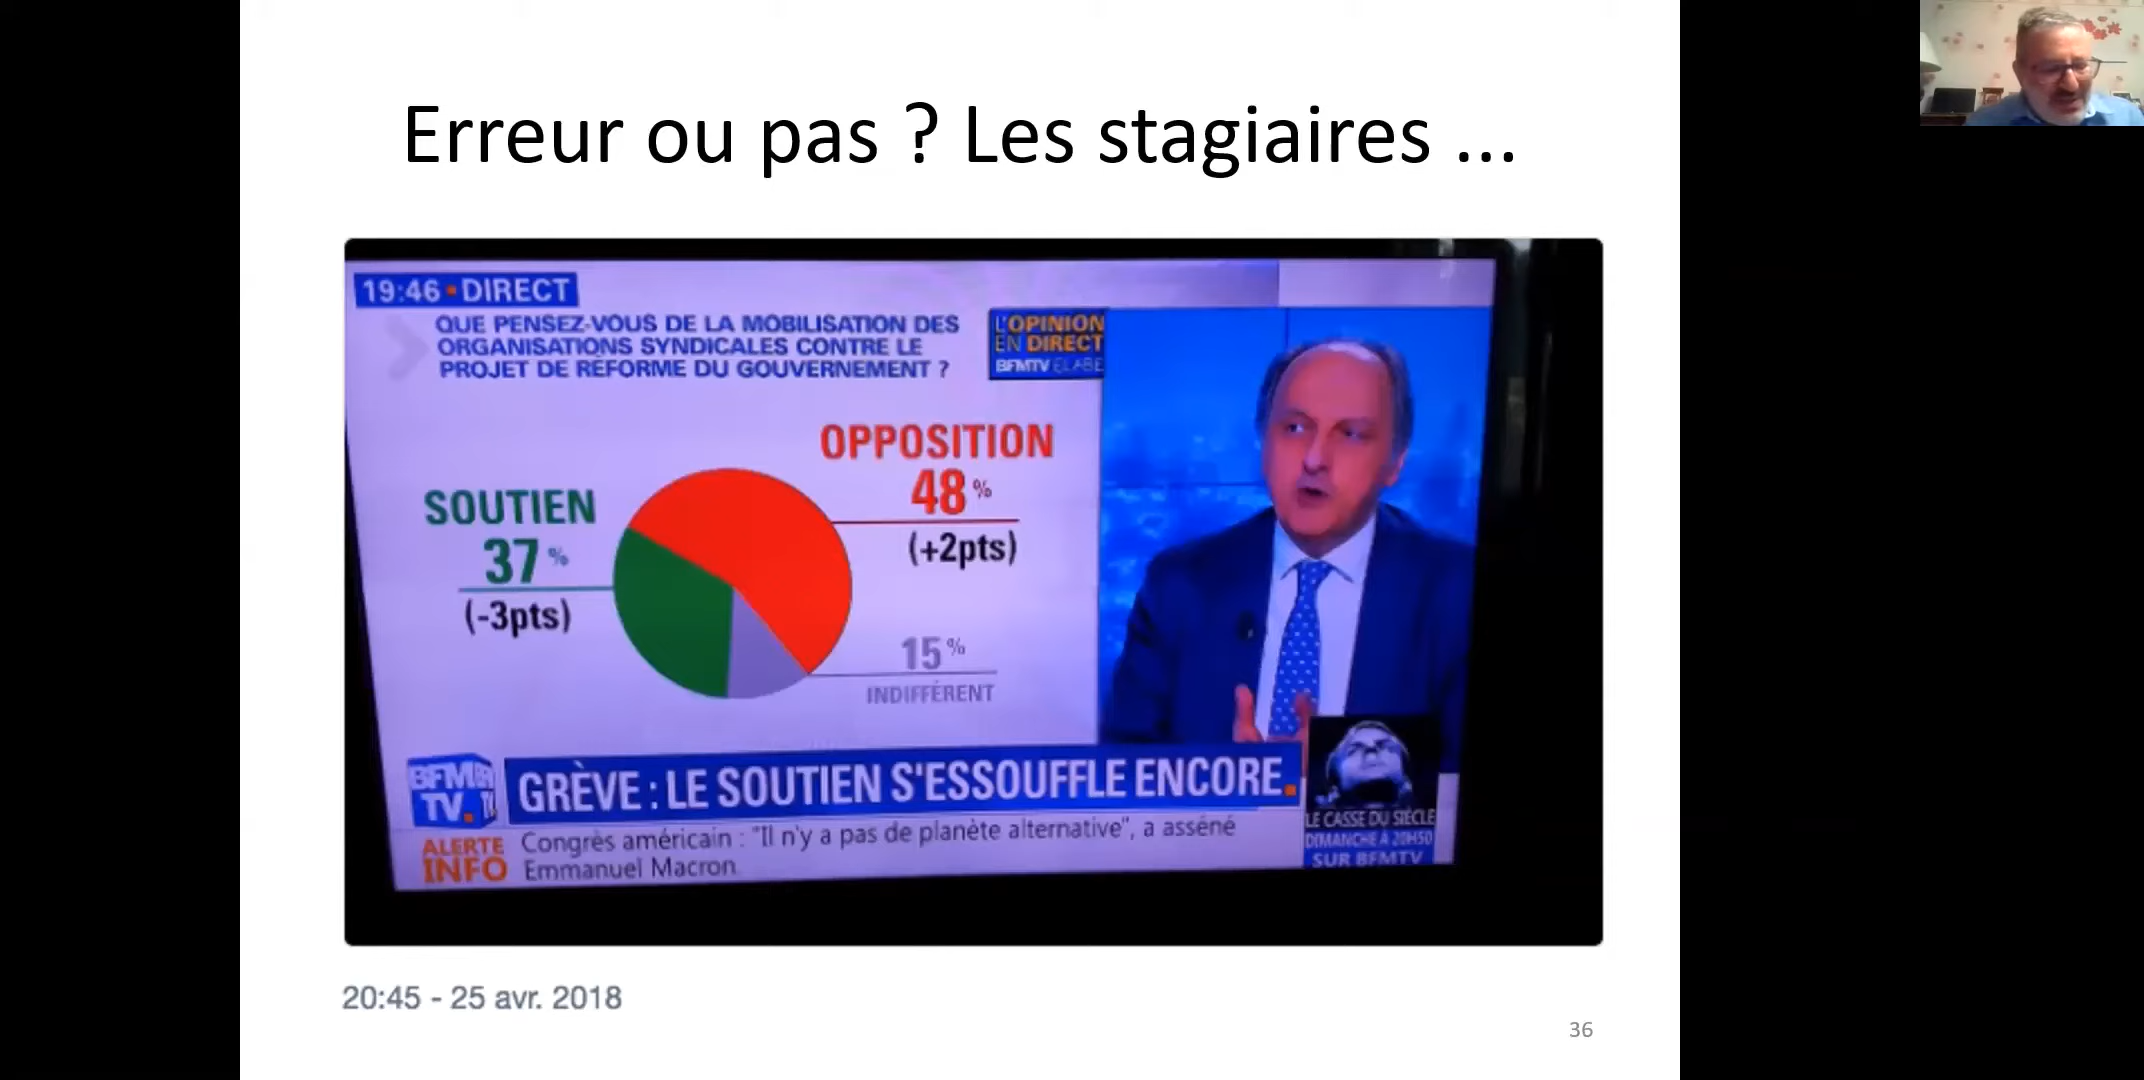 Erreur ou pas ? Les stagiaires ...
19:46 DIRECT
QUE PENSEZ-VOUS DE LA MOBILISATION DES
ORGANISATIONS SYNDICALES CONTRE LE
PROJET DE RÉFORME DU GOUVERNEMENT ?
L'OPINION
EN DIRECT
BFMTV ELABE
OPPOSITION
48%
(+2pts)
SOUTIEN
37%
(-3pts)
15%
INDIFFÉRENT
BFM
TV.
GRÈVE : LE SOUTIEN S'ESSOUFFLE ENCORE.
ALERTE
INFO
Congrès américain : "Il n'y a pas de planète alternative", a asséné
Emmanuel Macron
LE CASSE DU SIÈCLE
DIMANCHE À 20H50
SUR BFMTV
20:45 - 25 avr. 2018
36